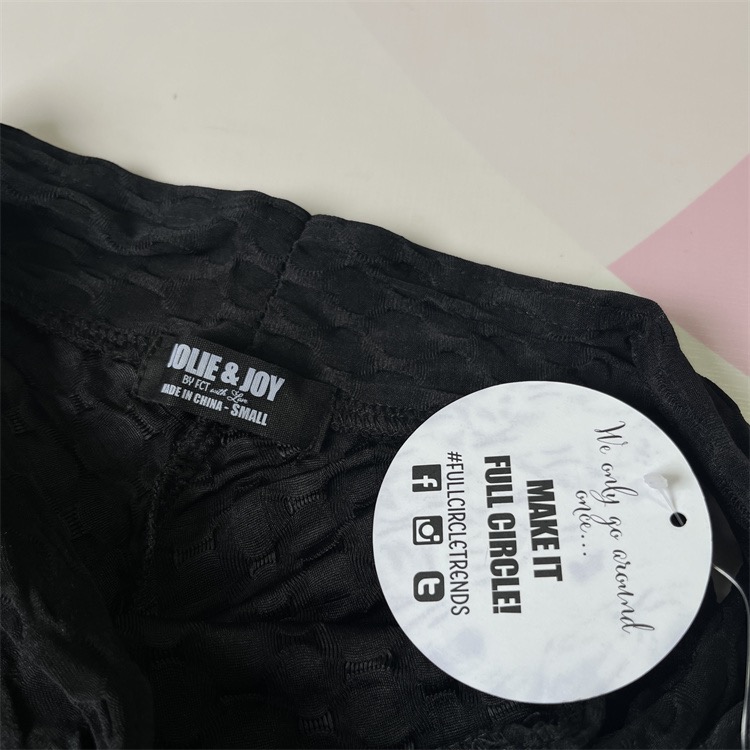 JOLIE & JOY
BY FCT with Love
MADE IN CHINA - SMALL
We only go around
once...
MAKE IT
FULL CIRCLE!
#FULLCIRCLETRENDS